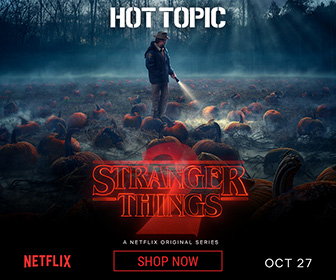 HOT TOPIC
2
STRANGER
THINGS
A NETFLIX ORIGINAL SERIES
NETFLIX
SHOP NOW
OCT 27